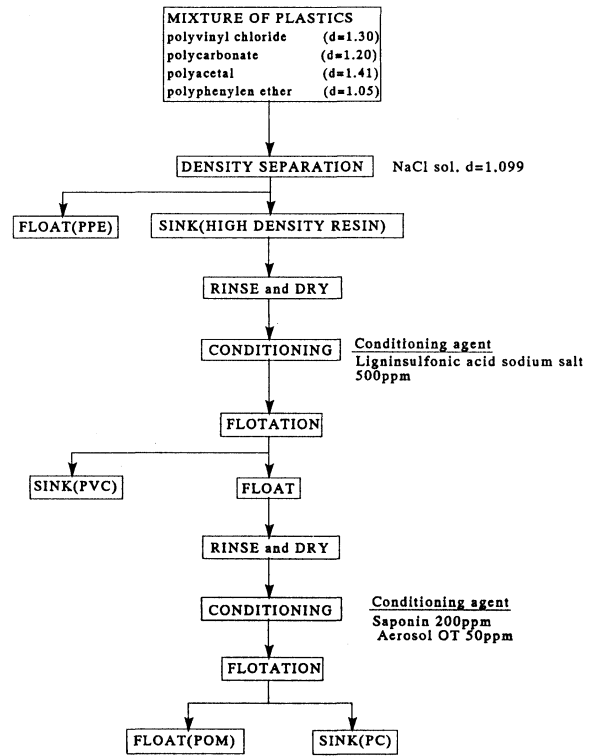 MIXTURE OF PLASTICS
polyvinyl chloride (d=1.30)
polycarbonate (d=1.20)
polyacetal (d=1.41)
polyphenylen ether (d=1.05)
DENSITY SEPARATION NaCl sol. d=1.099
FLOAT(PPE) SINK(HIGH DENSITY RESIN)
RINSE and DRY
CONDITIONING
Conditioning agent
Ligninsulfonic acid sodium salt
500ppm
FLOTATION
SINK(PVC) FLOAT
RINSE and DRY
CONDITIONING
Conditioning agent
Saponin 200ppm
Aerosol OT 50ppm
FLOTATION
FLOAT(POM) SINK(PC)